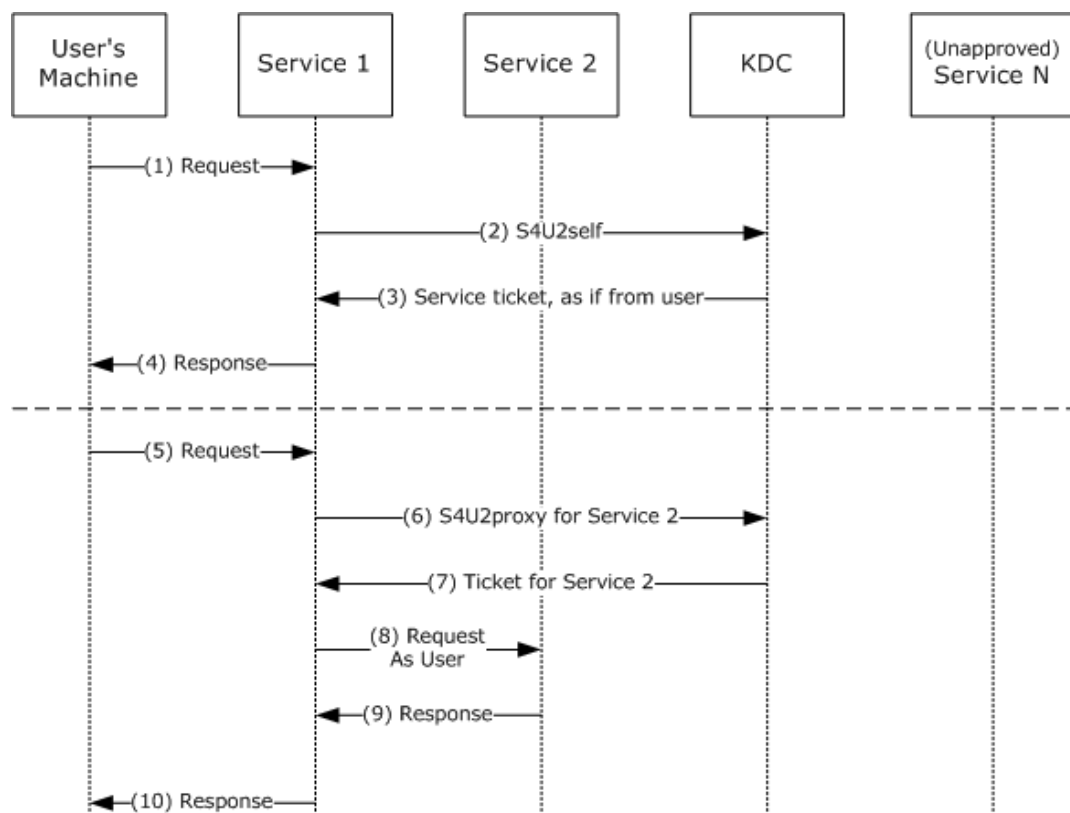 User's
Machine
Service 1
Service 2
KDC
(Unapproved)
Service N
(1) Request
(2) S4U2self
(3) Service ticket, as if from user
(4) Response
(5) Request
(6) S4U2proxy for Service 2
(7) Ticket for Service 2
(8) Request
As User
(9) Response
(10) Response